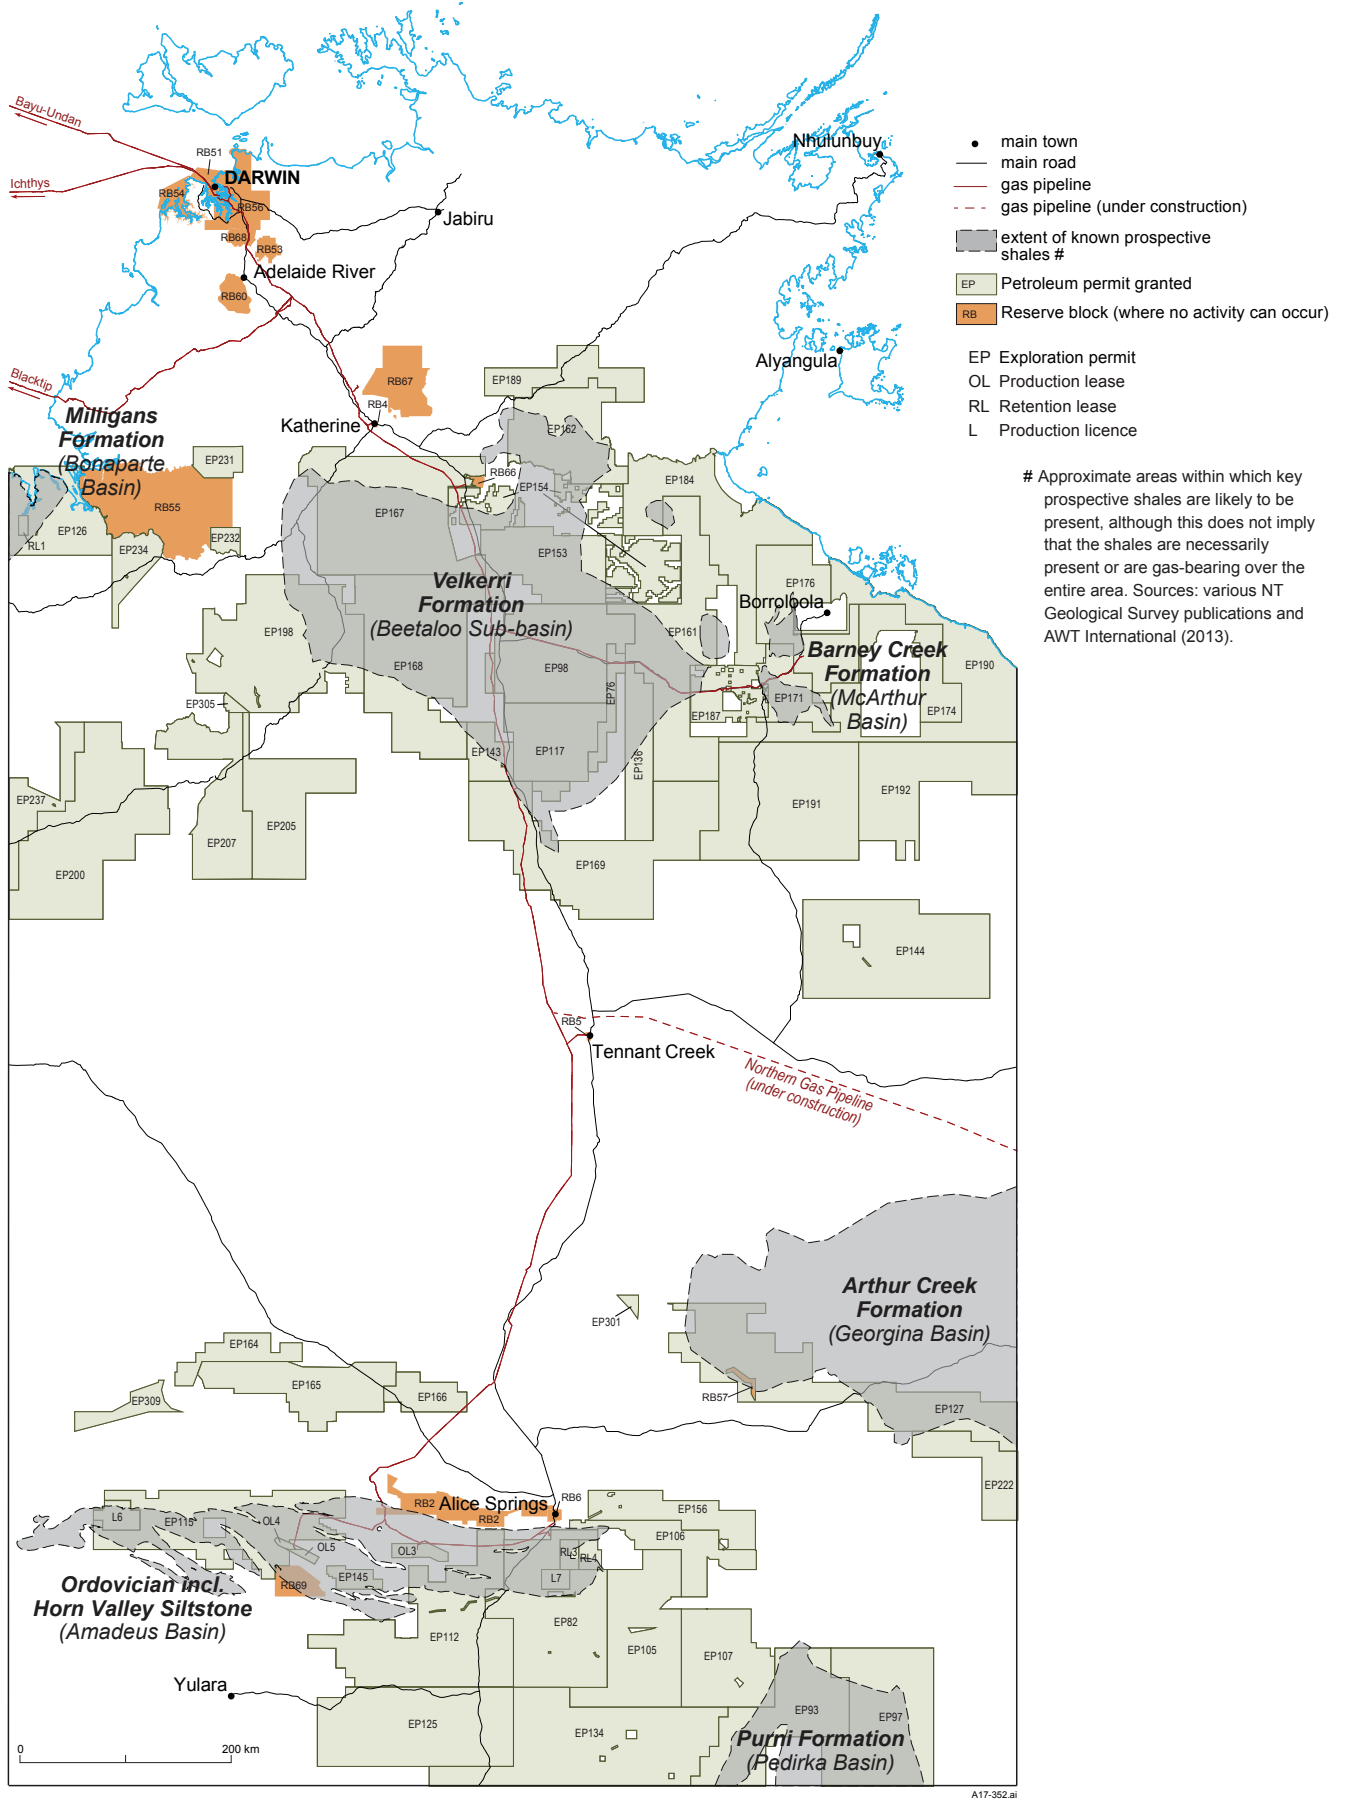 Bayu-Undan
RB51
Nhulunbuy
DARWIN
Ichthys
RB54
RB56
Jabiru
RB68
RB53
Adelaide River
RB60
Alyangula
Blacktip
RB67
EP189
RB4
Milligans
Formation
(Bonaparte
Basin)
Katherine
EP162
EP231
RB66
EP154
EP184
RB55
EP167
EP126
RL1
EP234
EP232
EP153
Velkerri
Formation
(Beetaloo Sub-basin)
EP176
Borroloola
EP198
EP161
Barney Creek
Formation
(McArthur
Basin)
EP168
EP98
EP190
EP76
EP171
EP305
EP187
EP174
EP143
EP117
EP136
EP237
EP191
EP192
EP205
EP207
EP200
EP169
EP144
RB5
Tennant Creek
Northern Gas Pipeline
(under construction)
Arthur Creek
Formation
(Georgina Basin)
EP301
EP164
EP165
EP166
EP309
RB57
EP127
EP222
RB2
Alice Springs
RB6
RB2
EP156
L6
EP115
OL4
EP106
OL5
OL3
RL3
RL4
EP145
L7
RB69
Ordovician incl.
Horn Valley Siltstone
(Amadeus Basin)
EP82
EP112
EP105
EP107
Yulara
EP93
EP97
EP125
EP134
Purni Formation
(Pedirka Basin)
0
200 km
main town
main road
gas pipeline
gas pipeline (under construction)
extent of known prospective
shales #
EP Petroleum permit granted
RB Reserve block (where no activity can occur)
EP Exploration permit
OL Production lease
RL Retention lease
L Production licence
# Approximate areas within which key
prospective shales are likely to be
present, although this does not imply
that the shales are necessarily
present or are gas-bearing over the
entire area. Sources: various NT
Geological Survey publications and
AWT International (2013).
A17-352.ai